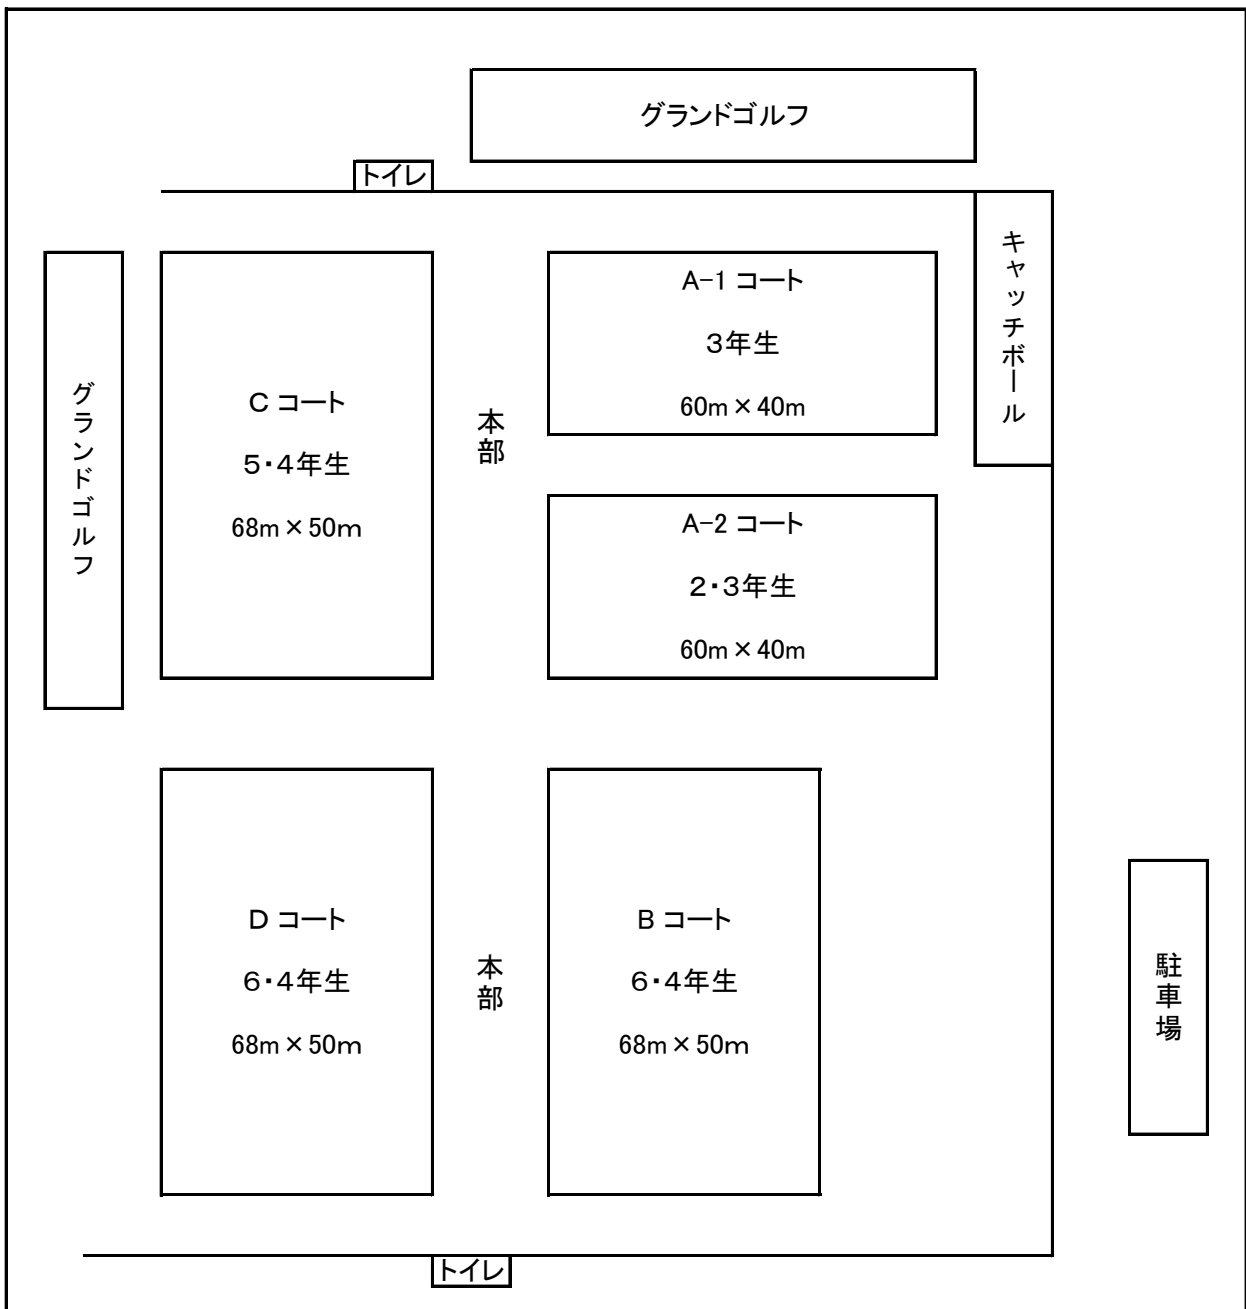 グランドゴルフ
トイレ
キャッチボール
A-1 コート
3年生
60m×40m
C コート
5・4年生
68m×50m
本部
グランドゴルフ
A-2 コート
2・3年生
60m×40m
D コート
6・4年生
68m×50m
本部
B コート
6・4年生
68m×50m
駐車場
トイレ